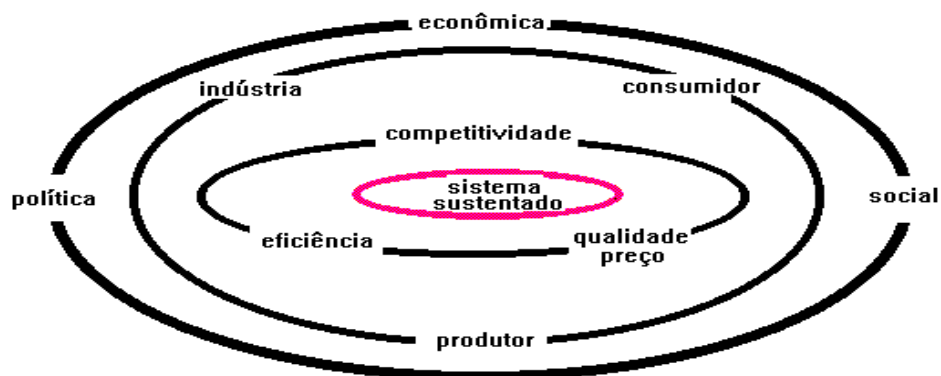 econômica
indústria
consumidor
competitividade
sistema
sustentado
política
social
eficiência
qualidade
preço
produtor